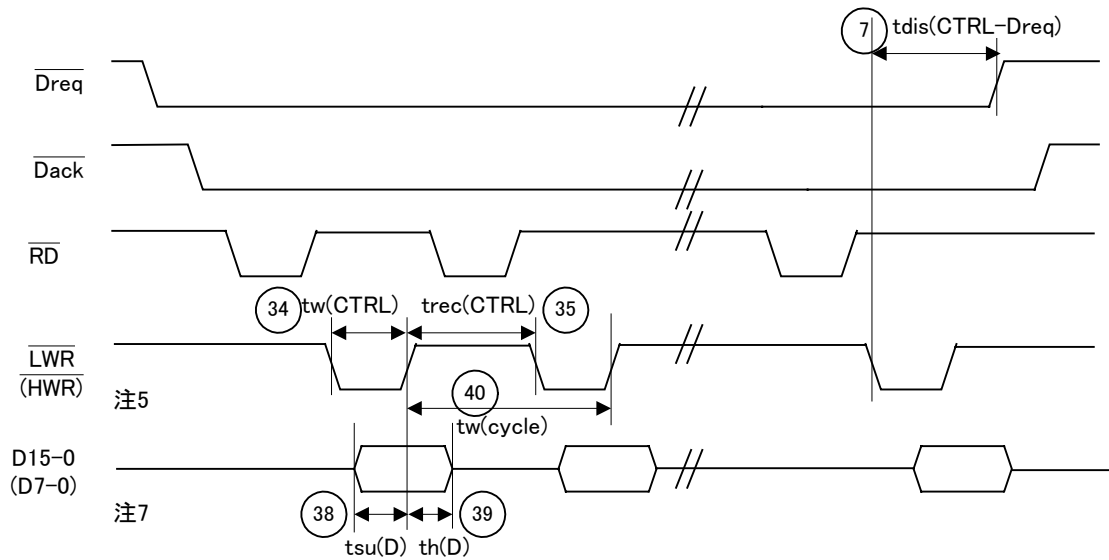 7 tdis(CTRL-Dreq)
Dreq
Dack
RD
34 tw(CTRL) trec(CTRL) 35
LWR
(HWR)
注5
40
tw(cycle)
D15-0
(D7-0)
注7
38 39
tsu(D) th(D)